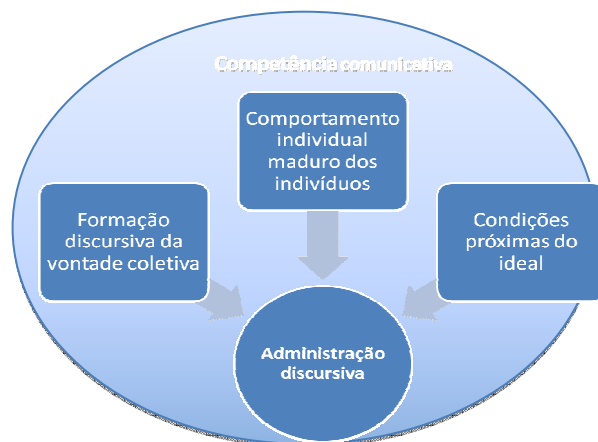 Competência comunicativa
Comportamento
individual
maduro dos
indivíduos
Formação
discursiva da
vontade coletiva
Condições
próximas do
ideal
Administração
discursiva